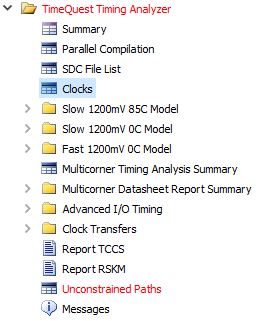 TimeQuest Timing Analyzer
Summary
Parallel Compilation
SDC File List
Clocks
Slow 1200mV 85C Model
Slow 1200mV 0C Model
Fast 1200mV 0C Model
Multicorner Timing Analysis Summary
Multicorner Datasheet Report Summary
Advanced I/O Timing
Clock Transfers
Report TCCS
Report RSKM
Unconstrained Paths
Messages